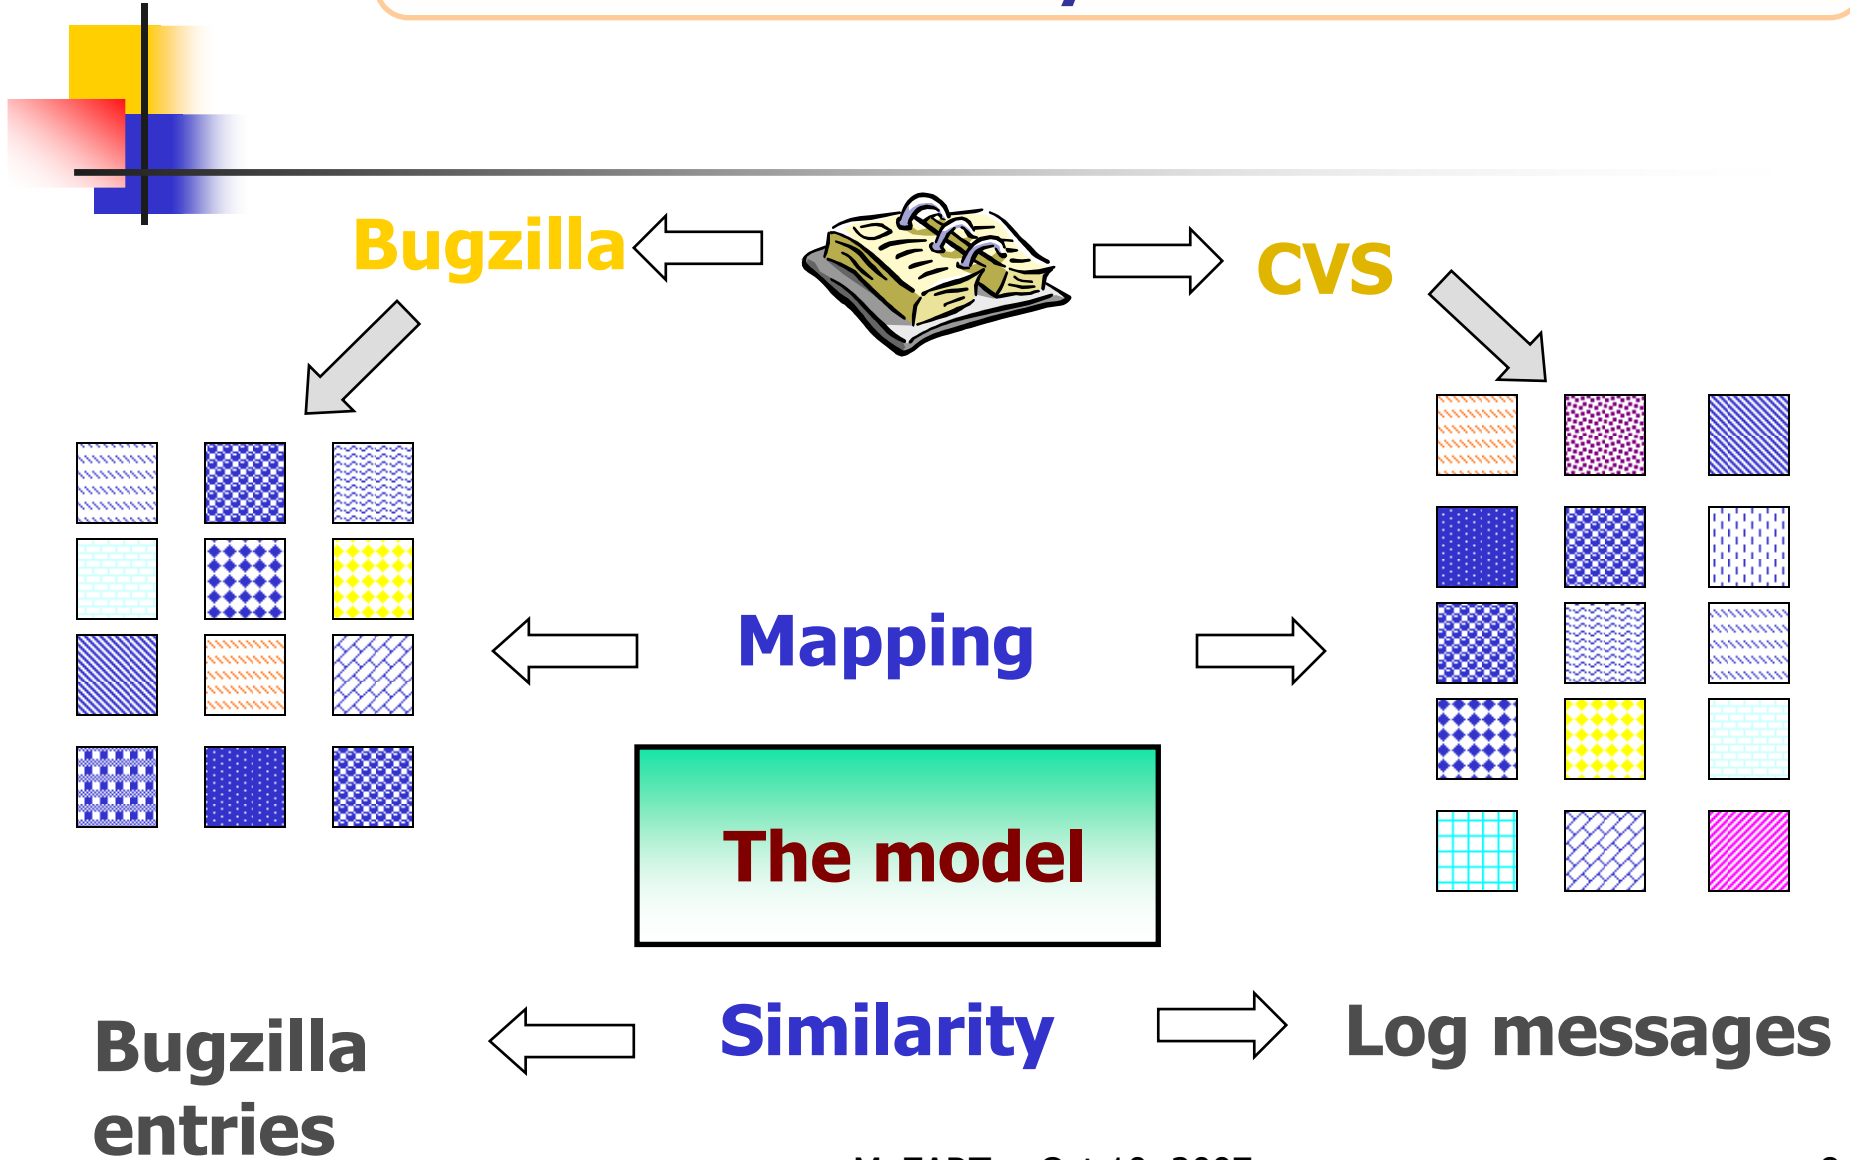 Bugzilla
CVS
Mapping
The model
Similarity
Log messages
Bugzilla
entries